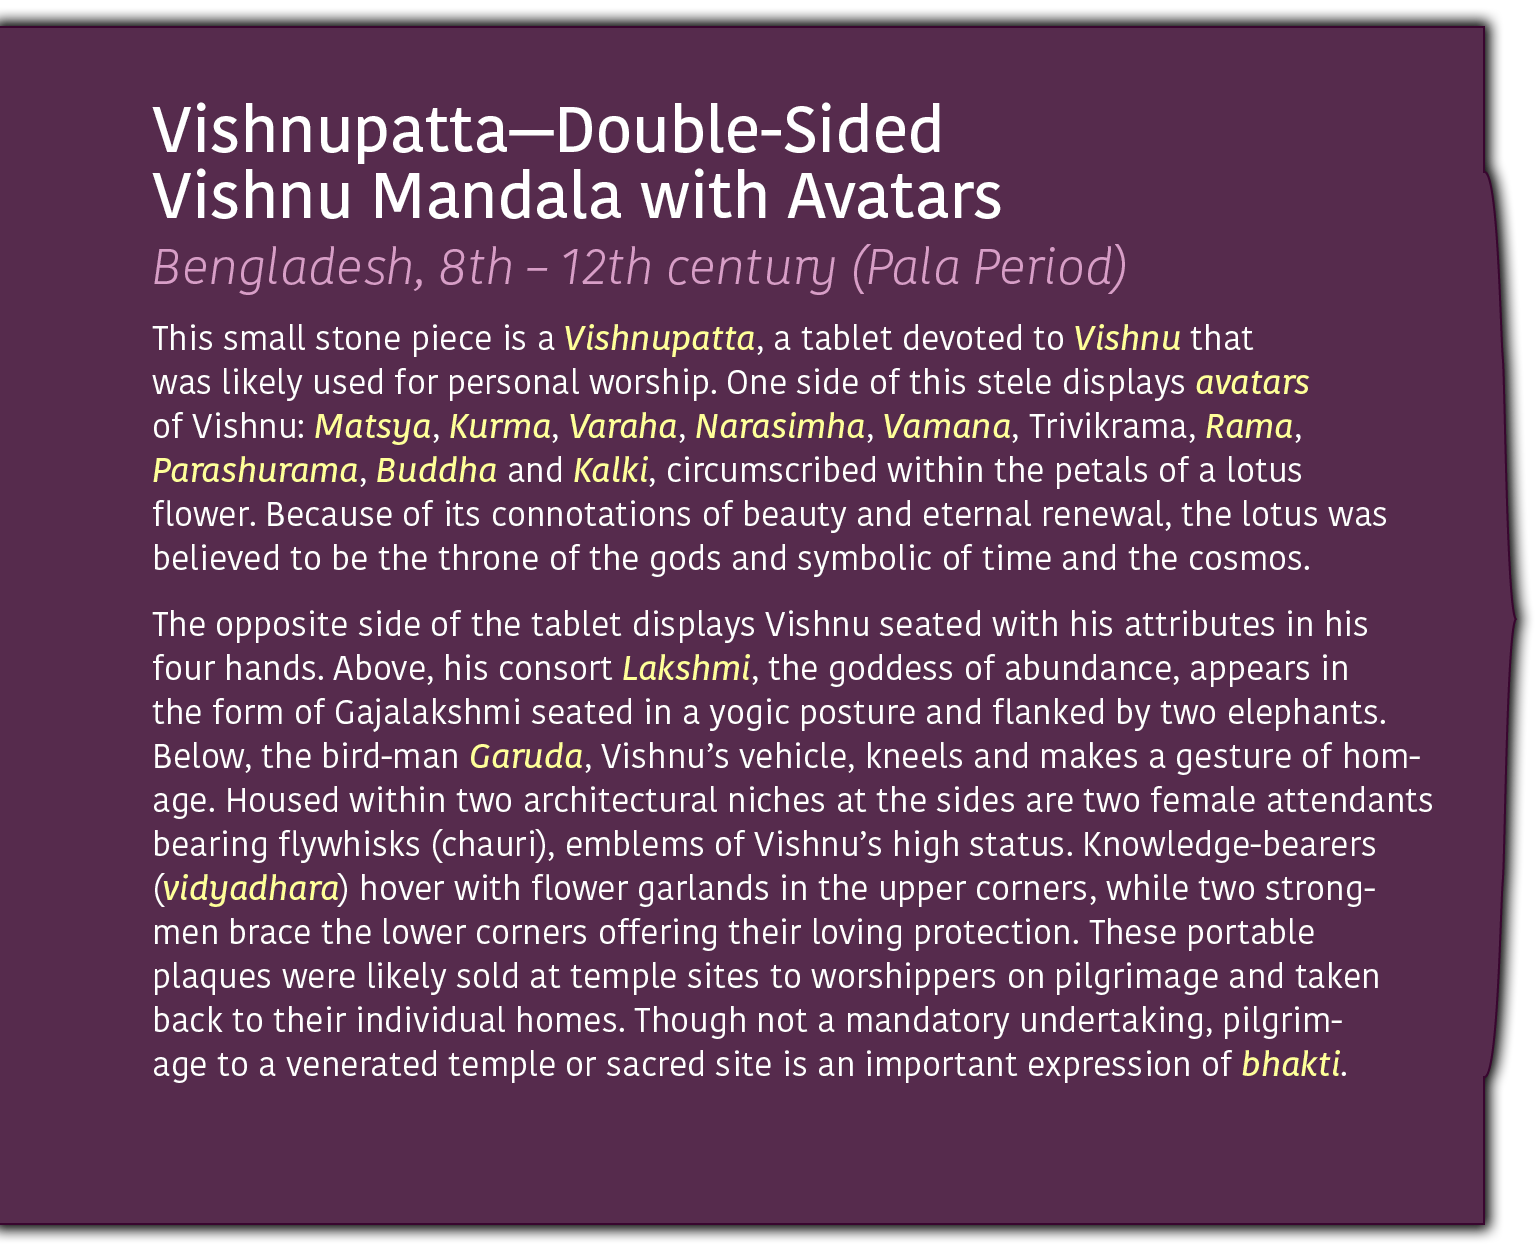 Vishnupatta—Double-Sided
Vishnu Mandala with Avatars
Bengladesh, 8th – 12th century (Pala Period)
This small stone piece is a Vishnupatta, a tablet devoted to Vishnu that
was likely used for personal worship. One side of this stele displays avatars
of Vishnu: Matsya, Kurma, Varaha, Narasimha, Vamana, Trivikrama, Rama,
Parashurama, Buddha and Kalki, circumscribed within the petals of a lotus
flower. Because of its connotations of beauty and eternal renewal, the lotus was
believed to be the throne of the gods and symbolic of time and the cosmos.
The opposite side of the tablet displays Vishnu seated with his attributes in his
four hands. Above, his consort Lakshmi, the goddess of abundance, appears in
the form of Gajalakshmi seated in a yogic posture and flanked by two elephants.
Below, the bird-man Garuda, Vishnu’s vehicle, kneels and makes a gesture of hom-
age. Housed within two architectural niches at the sides are two female attendants
bearing flywhisks (chauri), emblems of Vishnu’s high status. Knowledge-bearers
(vidyadhara) hover with flower garlands in the upper corners, while two strong-
men brace the lower corners offering their loving protection. These portable
plaques were likely sold at temple sites to worshippers on pilgrimage and taken
back to their individual homes. Though not a mandatory undertaking, pilgrim-
age to a venerated temple or sacred site is an important expression of bhakti.